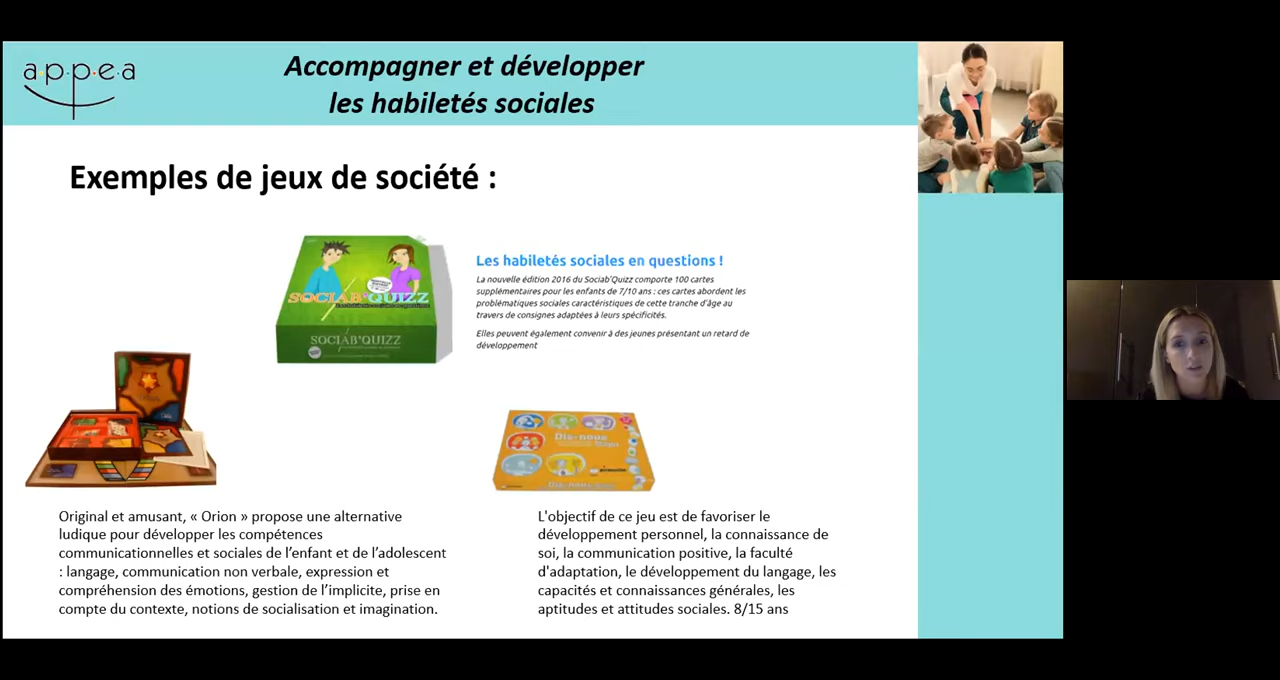 a·p·p·e·a
Accompagner et développer
les habiletés sociales
Exemples de jeux de société :
SOCIAB'QUIZZ
SOCIAB'QUIZZ
Les habiletés sociales en questions !
La nouvelle édition 2016 du Sociab'Quizz comporte 100 cartes
supplémentaires pour les enfants de 7/10 ans : ces cartes abordent les
problématiques sociales caractéristiques de cette tranche d'âge au
travers de consignes adaptées à leurs spécificités.
Elles peuvent également convenir à des jeunes présentant un retard de
développement
Dis-nous
Original et amusant, « Orion » propose une alternative
ludique pour développer les compétences
communicationnelles et sociales de l’enfant et de l’adolescent
: langage, communication non verbale, expression et
compréhension des émotions, gestion de l’implicite, prise en
compte du contexte, notions de socialisation et imagination.
L'objectif de ce jeu est de favoriser le
développement personnel, la connaissance de
soi, la communication positive, la faculté
d'adaptation, le développement du langage, les
capacités et connaissances générales, les
aptitudes et attitudes sociales. 8/15 ans